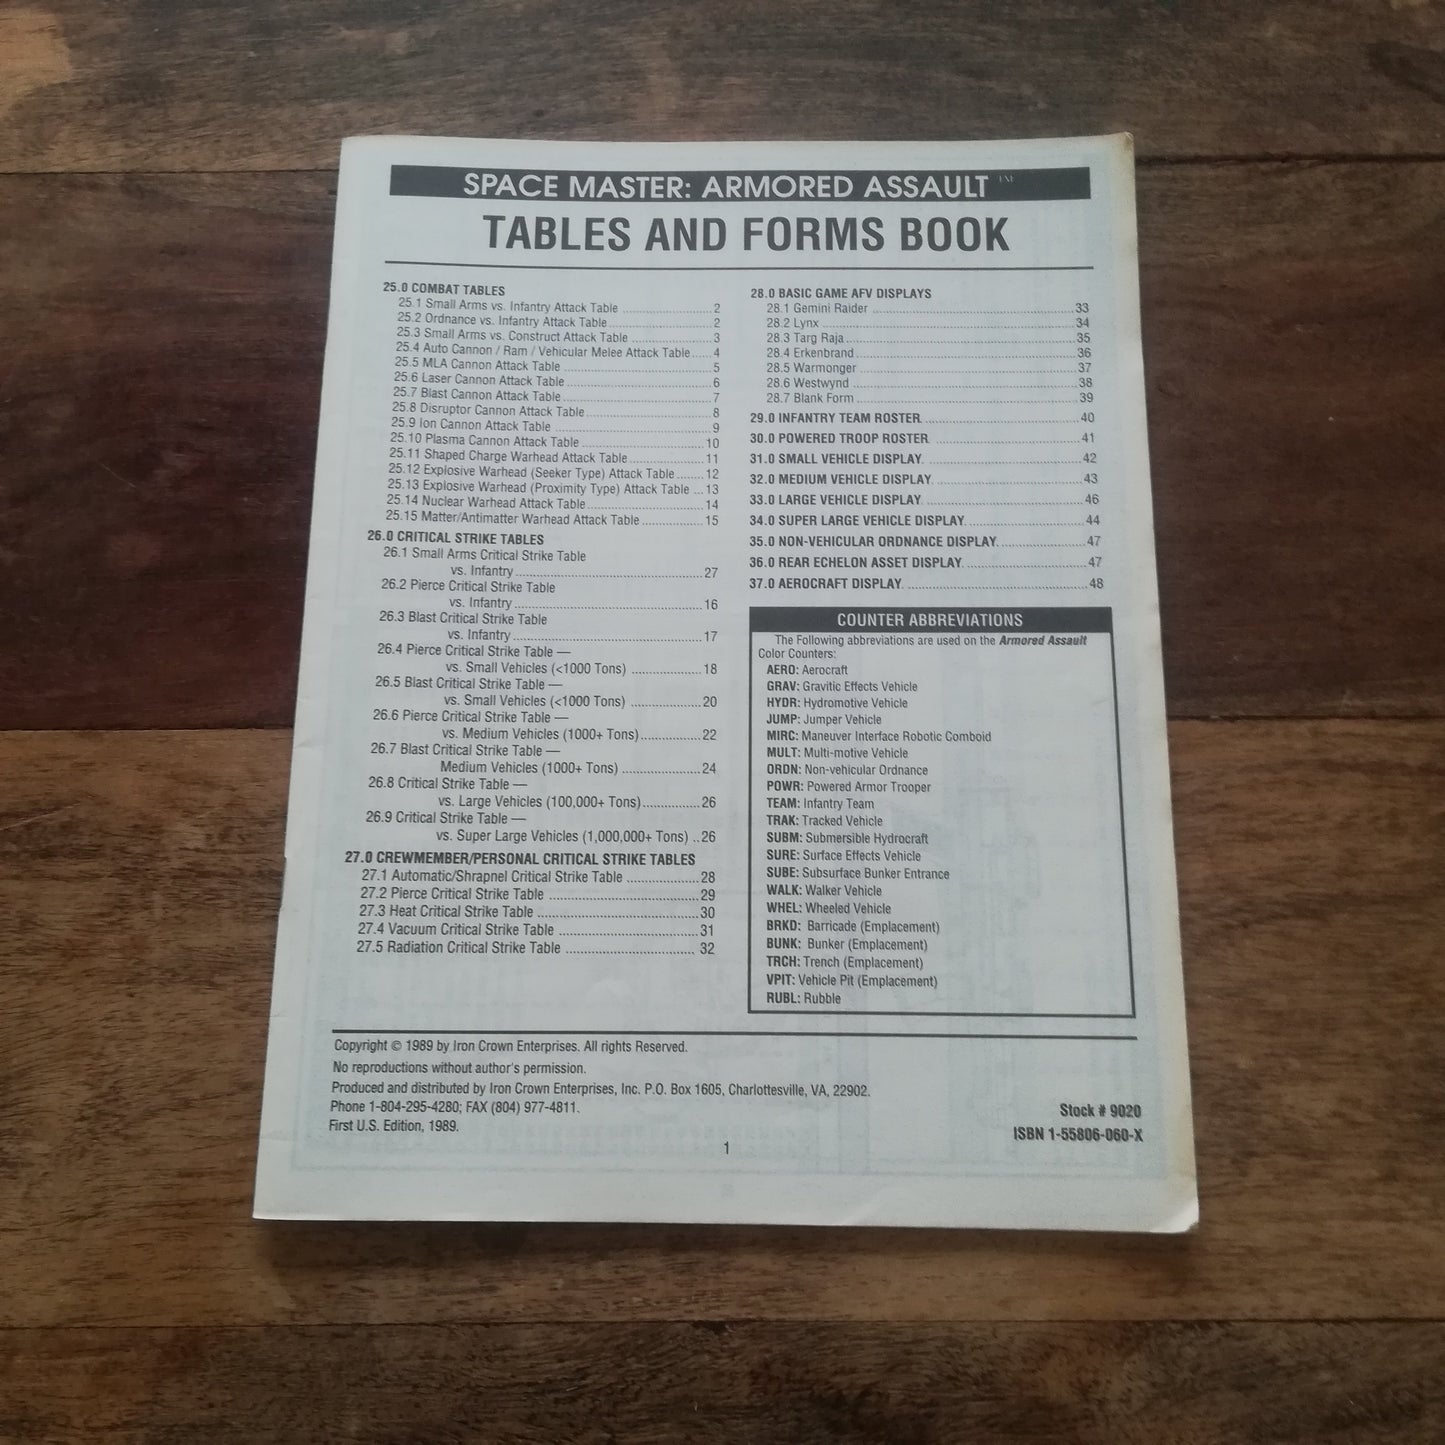 SPACE MASTER: ARMORED ASSAULT ™
TABLES AND FORMS BOOK
25.0 COMBAT TABLES
25.1 Small Arms vs. Infantry Attack Table ........ 2
25.2 Ordnance vs. Infantry Attack Table ........ 2
25.3 Small Arms vs. Construct Attack Table ........ 3
25.4 Auto Cannon / Ram / Vehicular Melee Attack Table ...... 4
25.5 MLA Cannon Attack Table ........ 5
25.6 Laser Cannon Attack Table ........ 6
25.7 Blast Cannon Attack Table ........ 7
25.8 Disruptor Cannon Attack Table ........ 8
25.9 Ion Cannon Attack Table ........ 9
25.10 Plasma Cannon Attack Table ........ 10
25.11 Shaped Charge Warhead Attack Table ........ 11
25.12 Explosive Warhead (Seeker Type) Attack Table ........ 12
25.13 Explosive Warhead (Proximity Type) Attack Table ... 13
25.14 Nuclear Warhead Attack Table ........ 14
25.15 Matter/Antimatter Warhead Attack Table ........ 15
26.0 CRITICAL STRIKE TABLES
26.1 Small Arms Critical Strike Table
vs. Infantry ........ 27
26.2 Pierce Critical Strike Table
vs. Infantry ........ 16
26.3 Blast Critical Strike Table
vs. Infantry ........ 17
26.4 Pierce Critical Strike Table —
vs. Small Vehicles (<1000 Tons) ........ 18
26.5 Blast Critical Strike Table —
vs. Small Vehicles (<1000 Tons) ........ 20
26.6 Pierce Critical Strike Table —
vs. Medium Vehicles (1000+ Tons) ........ 22
26.7 Blast Critical Strike Table —
Medium Vehicles (1000+ Tons) ........ 24
26.8 Critical Strike Table —
vs. Large Vehicles (100,000+ Tons) ........ 26
26.9 Critical Strike Table —
vs. Super Large Vehicles (1,000,000+ Tons) .. 26
27.0 CREWMEMBER/PERSONAL CRITICAL STRIKE TABLES
27.1 Automatic/Shrapnel Critical Strike Table ........ 28
27.2 Pierce Critical Strike Table ........ 29
27.3 Heat Critical Strike Table ........ 30
27.4 Vacuum Critical Strike Table ........ 31
27.5 Radiation Critical Strike Table ........ 32
28.0 BASIC GAME AFV DISPLAYS
28.1 Gemini Raider ........ 33
28.2 Lynx ........ 34
28.3 Targ Raja ........ 35
28.4 Erkenbrand ........ 36
28.5 Warmonger ........ 37
28.6 Westwynd ........ 38
28.7 Blank Form ........ 39
29.0 INFANTRY TEAM ROSTER ........ 40
30.0 POWERED TROOP ROSTER ........ 41
31.0 SMALL VEHICLE DISPLAY ........ 42
32.0 MEDIUM VEHICLE DISPLAY ........ 43
33.0 LARGE VEHICLE DISPLAY ........ 46
34.0 SUPER LARGE VEHICLE DISPLAY ........ 44
35.0 NON-VEHICULAR ORDNANCE DISPLAY ........ 47
36.0 REAR ECHELON ASSET DISPLAY ........ 47
37.0 AEROCRAFT DISPLAY ........ 48
COUNTER ABBREVIATIONS
The Following abbreviations are used on the Armored Assault
Color Counters:
AERO: Aerocraft
GRAV: Gravitic Effects Vehicle
HYDR: Hydromotive Vehicle
JUMP: Jumper Vehicle
MIRC: Maneuver Interface Robotic Comboid
MULT: Multi-motive Vehicle
ORDN: Non-vehicular Ordnance
POWR: Powered Armor Trooper
TEAM: Infantry Team
TRAK: Tracked Vehicle
SUBM: Submersible Hydrocraft
SURE: Surface Effects Vehicle
SUBE: Subsurface Bunker Entrance
WALK: Walker Vehicle
WHEL: Wheeled Vehicle
BRKD: Barricade (Emplacement)
BUNK: Bunker (Emplacement)
TRCH: Trench (Emplacement)
VPIT: Vehicle Pit (Emplacement)
RUBL: Rubble
Copyright © 1989 by Iron Crown Enterprises. All rights Reserved.
No reproductions without author's permission.
Produced and distributed by Iron Crown Enterprises, Inc. P.O. Box 1605, Charlottesville, VA, 22902.
Phone 1-804-295-4280; FAX (804) 977-4811.
First U.S. Edition, 1989.
Stock # 9020
ISBN 1-55806-060-X
1